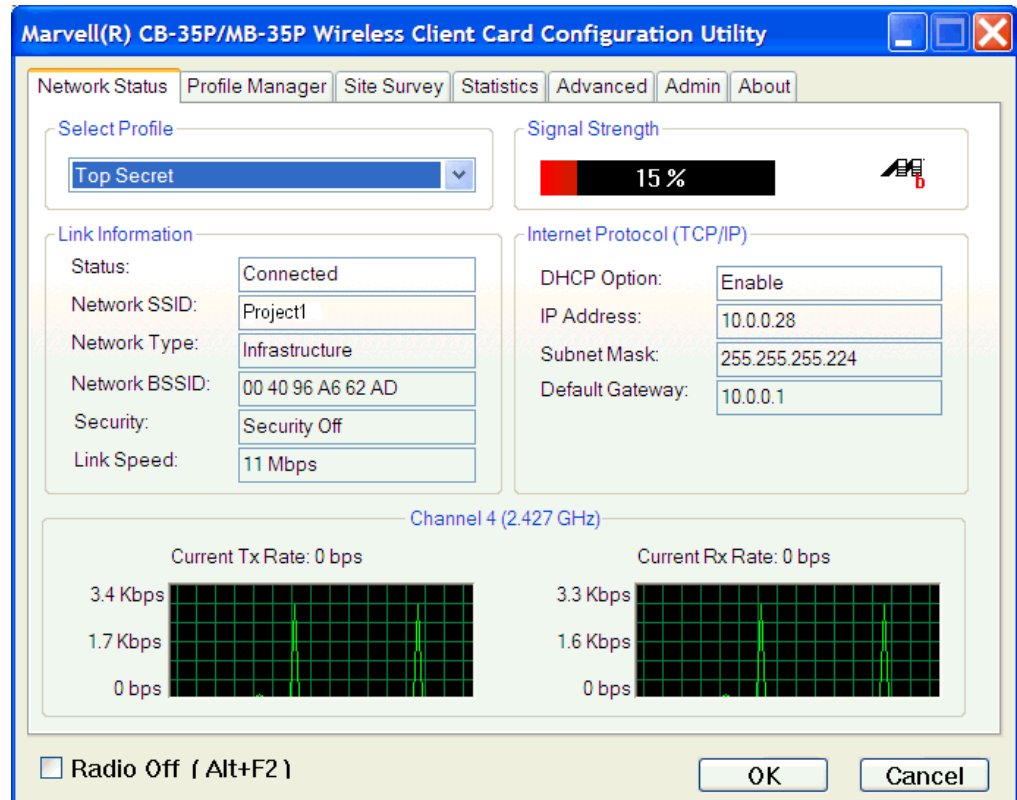 Marvell(R) CB-35P/MB-35P Wireless Client Card Configuration Utility
Network Status Profile Manager Site Survey Statistics Advanced Admin About
Select Profile
Top Secret
Signal Strength
15 %
b
Link Information
Status: Connected
Network SSID: Project1
Network Type: Infrastructure
Network BSSID: 00 40 96 A6 62 AD
Security: Security Off
Link Speed: 11 Mbps
Internet Protocol (TCP/IP)
DHCP Option: Enable
IP Address: 10.0.0.28
Subnet Mask: 255.255.255.224
Default Gateway: 10.0.0.1
Channel 4 (2.427 GHz)
Current Tx Rate: 0 bps
3.4 Kbps
1.7 Kbps
0 bps
Current Rx Rate: 0 bps
3.3 Kbps
1.6 Kbps
0 bps
Radio Off ( Alt+F2 )
OK Cancel